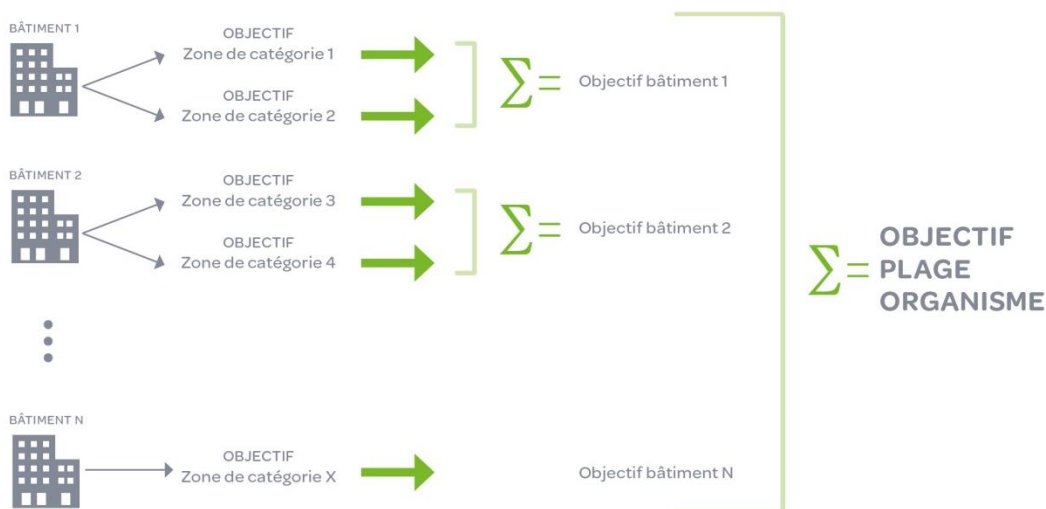 BÂTIMENT 1
OBJECTIF
Zone de catégorie 1
OBJECTIF
Zone de catégorie 2
∑= Objectif bâtiment 1
BÂTIMENT 2
OBJECTIF
Zone de catégorie 3
OBJECTIF
Zone de catégorie 4
∑= Objectif bâtiment 2
∑= OBJECTIF
PLAGE
ORGANISME
BÂTIMENT N
OBJECTIF
Zone de catégorie X
Objectif bâtiment N